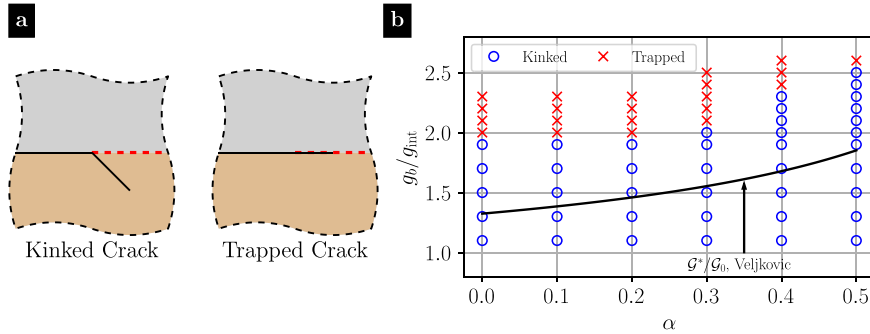 a
Kinked Crack
Trapped Crack
b
Kinked
Trapped
g_b/g_int
2.5
2.0
1.5
1.0
𝒢*/𝒢₀, Veljkovic
0.0 0.1 0.2 0.3 0.4 0.5
α